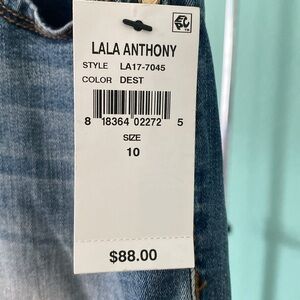 LALA ANTHONY
STYLE LA17-7045
COLOR DEST
8 18364 02272 5
SIZE
10
$88.00